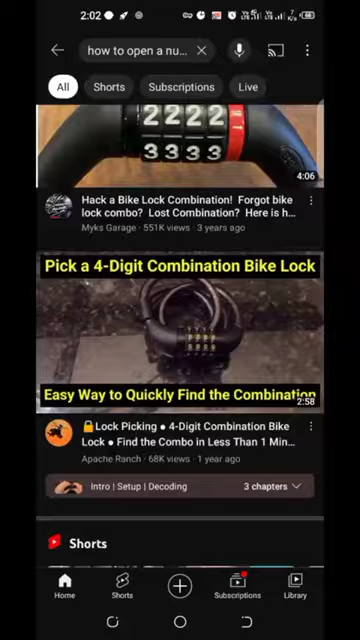 2:02
how to open a nu...
All
Shorts
Subscriptions
Live
2222
3333
4:06
Hack a Bike Lock Combination! Forgot bike
lock combo? Lost Combination? Here is h...
Myks Garage · 551K views · 3 years ago
Pick a 4-Digit Combination Bike Lock
Easy Way to Quickly Find the Combination
2:58
🔒Lock Picking ● 4-Digit Combination Bike
Lock ● Find the Combo in Less Than 1 Min...
Apache Ranch · 68K views · 1 year ago
Intro | Setup | Decoding
3 chapters
Shorts
Home
Shorts
Subscriptions
Library